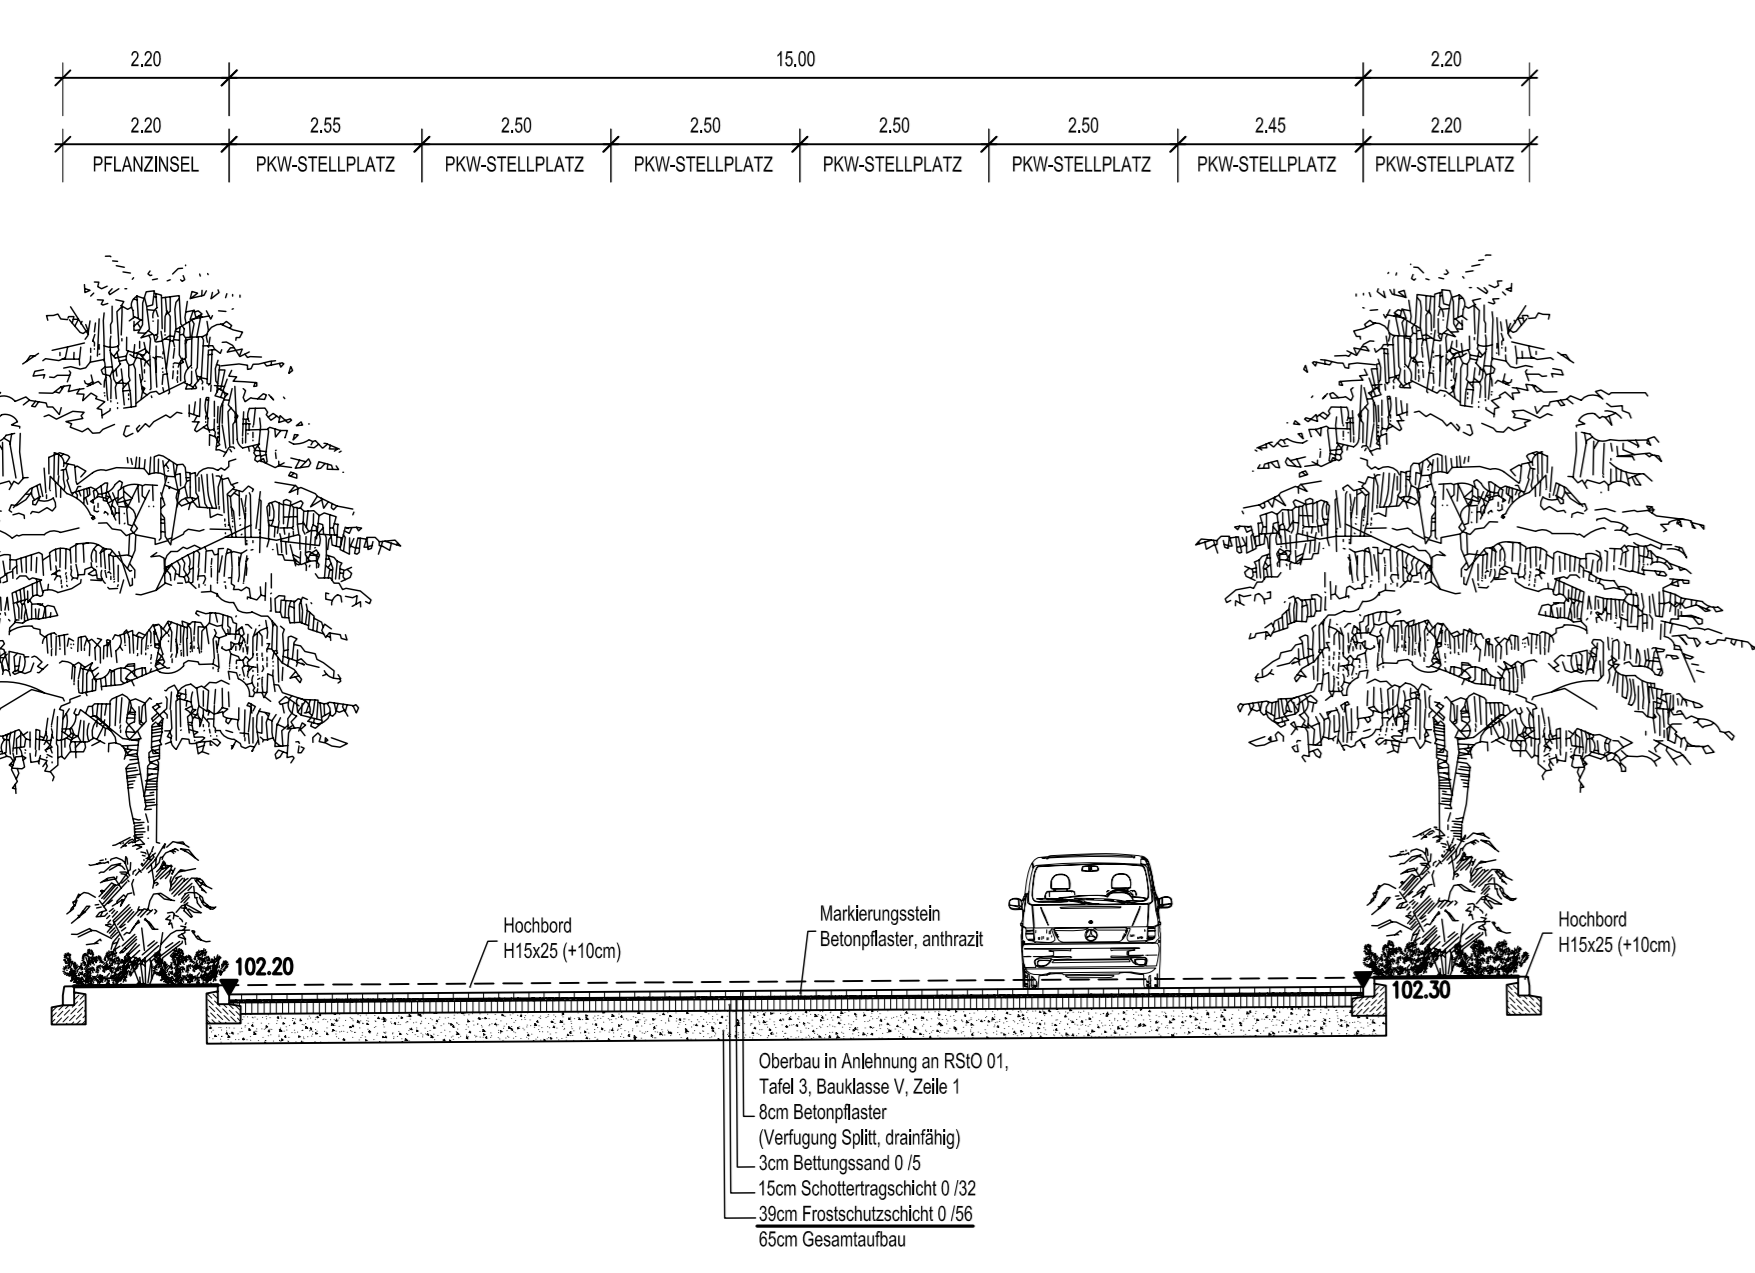 2.20 15.00 2.20
2.20 2.55 2.50 2.50 2.50 2.50 2.45 2.20
PFLANZINSEL PKW-STELLPLATZ PKW-STELLPLATZ PKW-STELLPLATZ PKW-STELLPLATZ PKW-STELLPLATZ PKW-STELLPLATZ PKW-STELLPLATZ
Hochbord
H15x25 (+10cm)
Markierungsstein
Betonpflaster, anthrazit
Hochbord
H15x25 (+10cm)
102.20
102.30
Oberbau in Anlehnung an RStO 01,
Tafel 3, Bauklasse V, Zeile 1
8cm Betonpflaster
(Verfugung Splitt, drainfähig)
3cm Bettungssand 0 /5
15cm Schottertragschicht 0 /32
39cm Frostschutzschicht 0 /56
65cm Gesamtaufbau